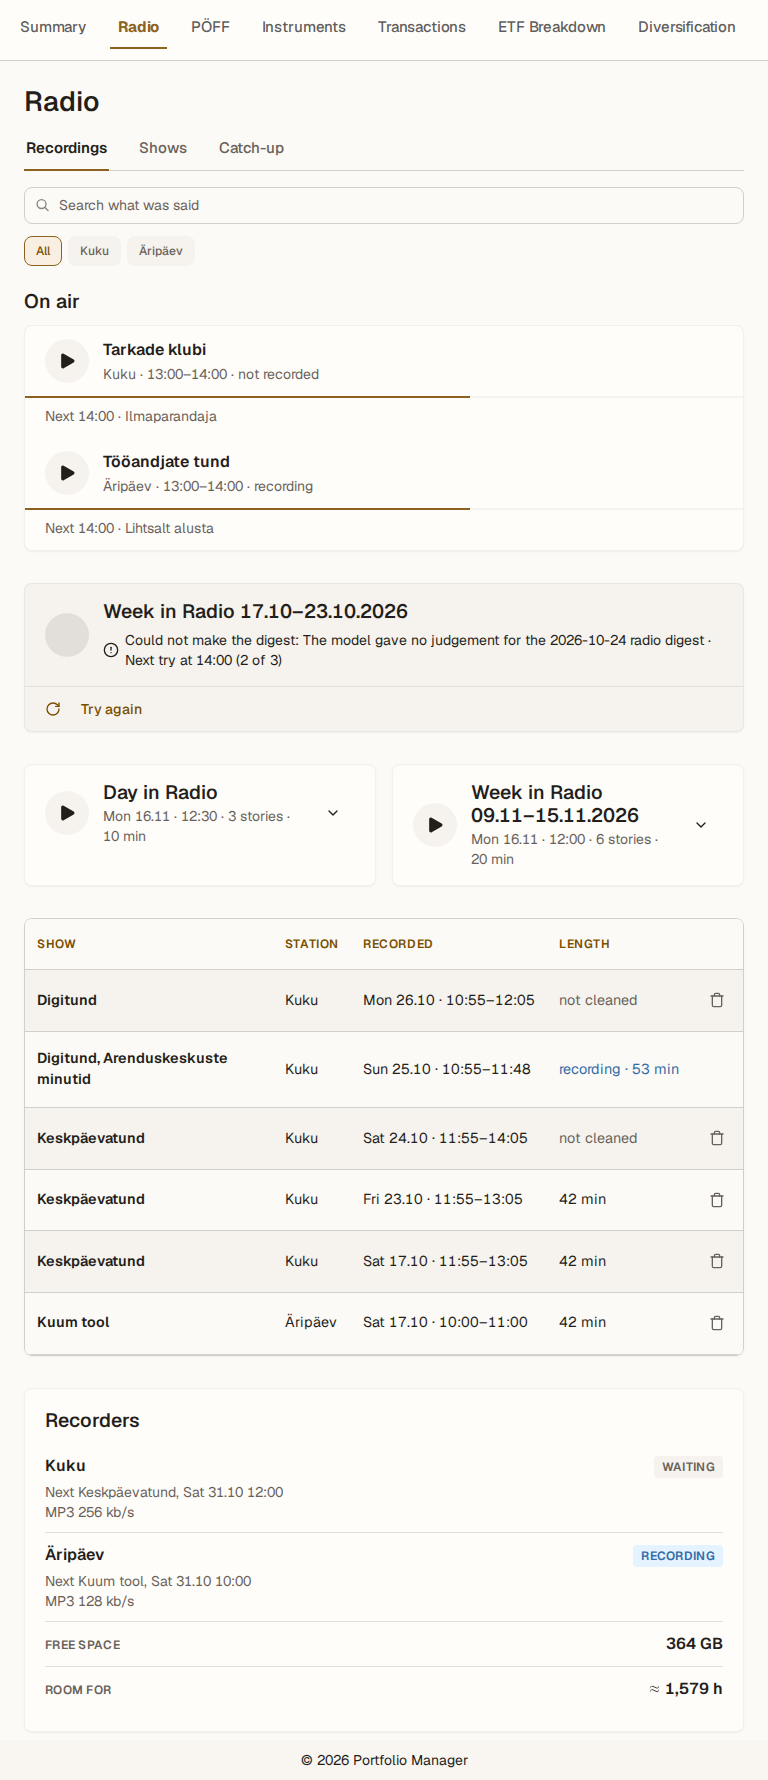 Summary Radio PÖFF Instruments Transactions ETF Breakdown Diversification
Radio
Recordings Shows Catch-up
Search what was said
All Kuku Äripäev
On air
Tarkade klubi
Kuku · 13:00–14:00 · not recorded
Next 14:00 · Ilmaparandaja
Tööandjate tund
Äripäev · 13:00–14:00 · recording
Next 14:00 · Lihtsalt alusta
Week in Radio 17.10–23.10.2026
Could not make the digest: The model gave no judgement for the 2026-10-24 radio digest ·
Next try at 14:00 (2 of 3)
Try again
Day in Radio
Mon 16.11 · 12:30 · 3 stories ·
10 min
Week in Radio
09.11–15.11.2026
Mon 16.11 · 12:00 · 6 stories ·
20 min
SHOW STATION RECORDED LENGTH
Digitund Kuku Mon 26.10 · 10:55–12:05 not cleaned
Digitund, Arenduskeskuste
minutid Kuku Sun 25.10 · 10:55–11:48 recording · 53 min
Keskpäevatund Kuku Sat 24.10 · 11:55–14:05 not cleaned
Keskpäevatund Kuku Fri 23.10 · 11:55–13:05 42 min
Keskpäevatund Kuku Sat 17.10 · 11:55–13:05 42 min
Kuum tool Äripäev Sat 17.10 · 10:00–11:00 42 min
Recorders
Kuku WAITING
Next Keskpäevatund, Sat 31.10 12:00
MP3 256 kb/s
Äripäev RECORDING
Next Kuum tool, Sat 31.10 10:00
MP3 128 kb/s
FREE SPACE 364 GB
ROOM FOR ≈ 1,579 h
© 2026 Portfolio Manager